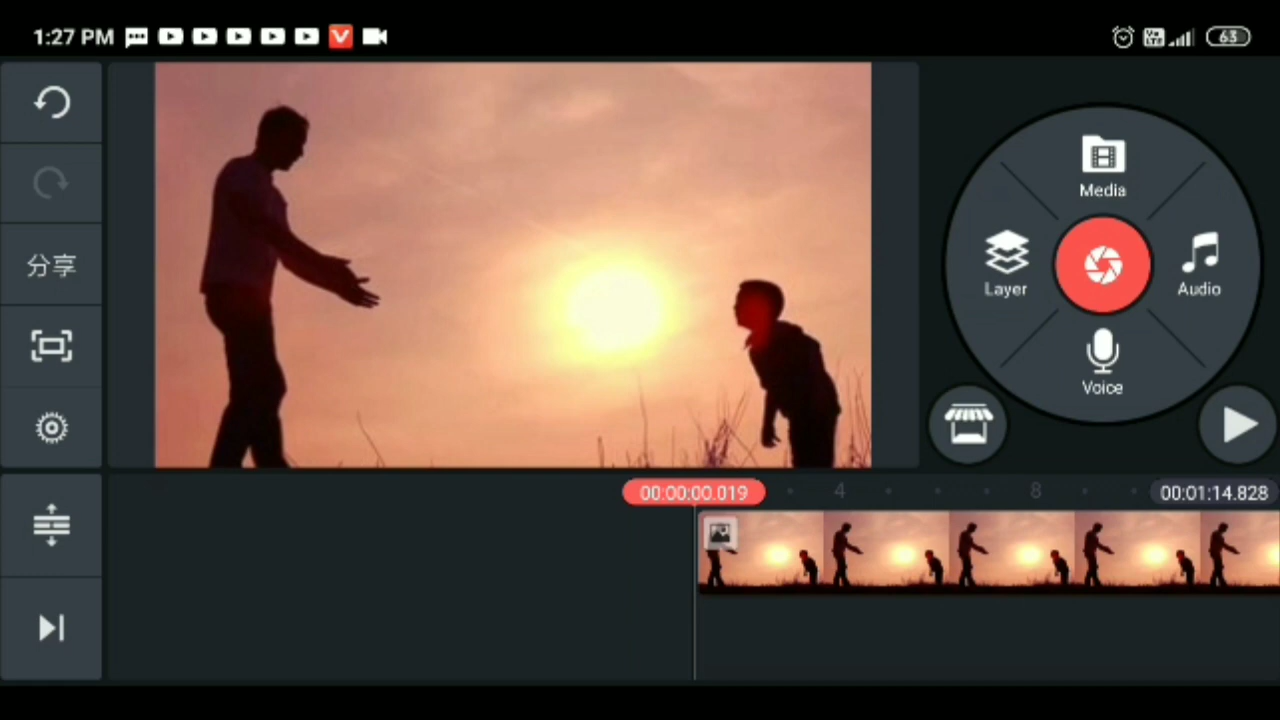 1:27 PM
63
Media
Layer
Audio
Voice
分享
00:00:00.019
4
8
00:01:14.828